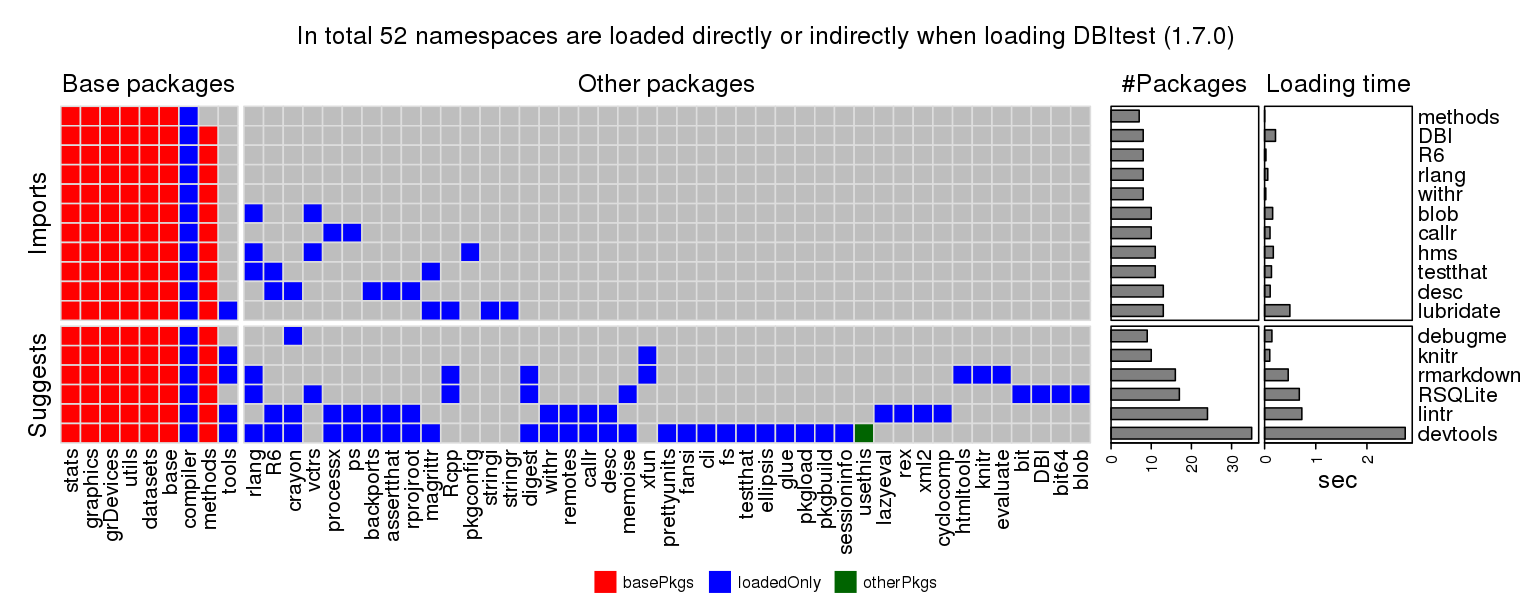 In total 52 namespaces are loaded directly or indirectly when loading DBItest (1.7.0)
Base packages
Other packages
#Packages
Loading time
Imports
methods
DBI
R6
rlang
withr
blob
callr
hms
testthat
desc
lubridate
Suggests
debugme
knitr
rmarkdown
RSQLite
lintr
devtools
stats
graphics
grDevices
utils
datasets
base
compiler
methods
tools
rlang
R6
crayon
vctrs
processx
ps
backports
assertthat
rprojroot
magrittr
Rcpp
pkgconfig
stringi
stringr
digest
withr
remotes
callr
desc
memoise
xfun
prettyunits
fansi
cli
fs
testthat
ellipsis
glue
pkgload
pkgbuild
sessioninfo
usethis
lazyeval
rex
xml2
cyclocomp
htmltools
knitr
evaluate
bit
DBI
bit64
blob
0
10
20
30
0
1
2
sec
basePkgs
loadedOnly
otherPkgs